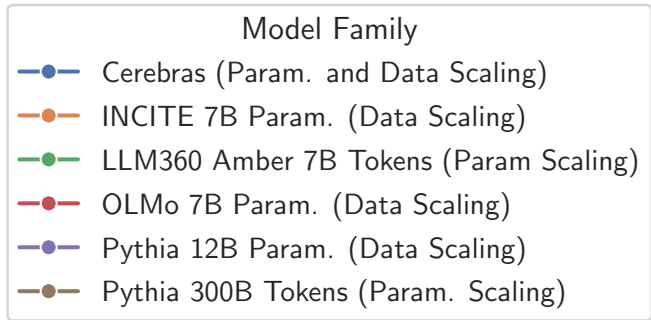 Model Family
Cerebras (Param. and Data Scaling)
INCITE 7B Param. (Data Scaling)
LLM360 Amber 7B Tokens (Param Scaling)
OLMo 7B Param. (Data Scaling)
Pythia 12B Param. (Data Scaling)
Pythia 300B Tokens (Param. Scaling)